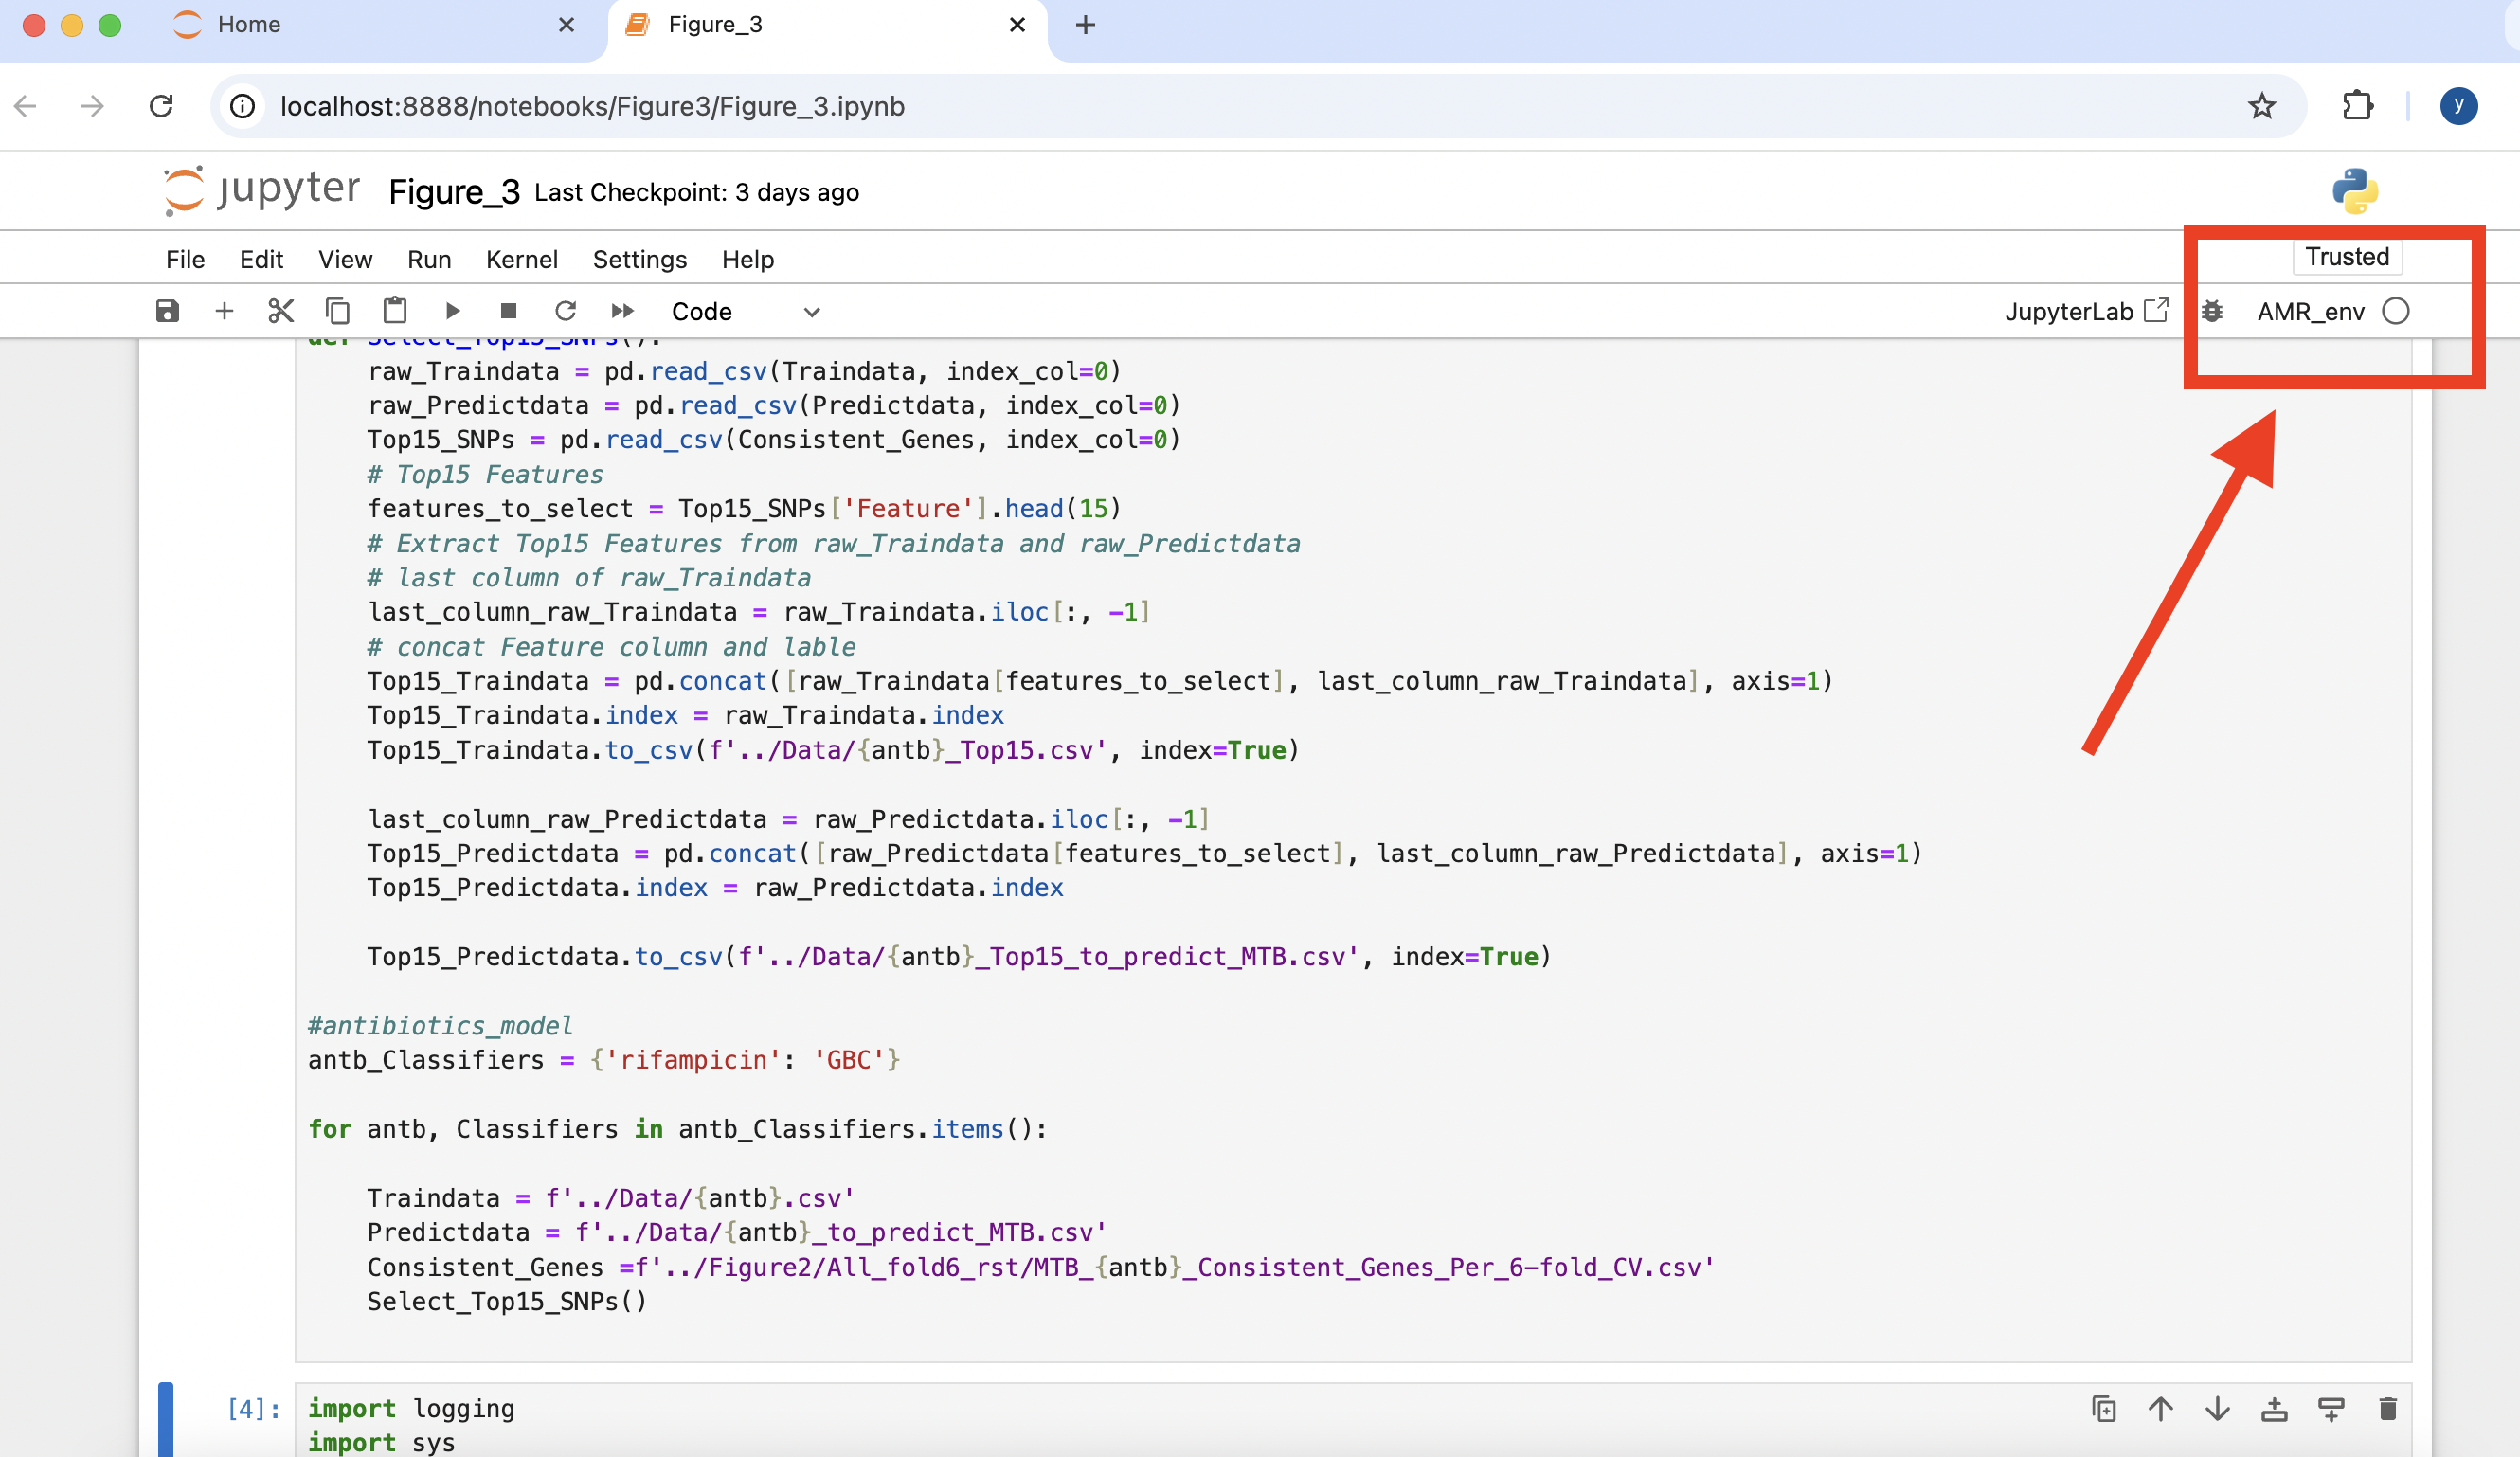 Home
Figure_3
localhost:8888/notebooks/Figure3/Figure_3.ipynb
y
jupyter Figure_3 Last Checkpoint: 3 days ago
File Edit View Run Kernel Settings Help
Trusted
Code
JupyterLab
AMR_env
def Select_Top15_SNPs():
    raw_Traindata = pd.read_csv(Traindata, index_col=0)
    raw_Predictdata = pd.read_csv(Predictdata, index_col=0)
    Top15_SNPs = pd.read_csv(Consistent_Genes, index_col=0)
    # Top15 Features
    features_to_select = Top15_SNPs['Feature'].head(15)
    # Extract Top15 Features from raw_Traindata and raw_Predictdata
    # last column of raw_Traindata
    last_column_raw_Traindata = raw_Traindata.iloc[:, -1]
    # concat Feature column and lable
    Top15_Traindata = pd.concat([raw_Traindata[features_to_select], last_column_raw_Traindata], axis=1)
    Top15_Traindata.index = raw_Traindata.index
    Top15_Traindata.to_csv(f'../Data/{antb}_Top15.csv', index=True)
    last_column_raw_Predictdata = raw_Predictdata.iloc[:, -1]
    Top15_Predictdata = pd.concat([raw_Predictdata[features_to_select], last_column_raw_Predictdata], axis=1)
    Top15_Predictdata.index = raw_Predictdata.index
    Top15_Predictdata.to_csv(f'../Data/{antb}_Top15_to_predict_MTB.csv', index=True)
#antibiotics_model
antb_Classifiers = {'rifampicin': 'GBC'}
for antb, Classifiers in antb_Classifiers.items():
    Traindata = f'../Data/{antb}.csv'
    Predictdata = f'../Data/{antb}_to_predict_MTB.csv'
    Consistent_Genes =f'../Figure2/All_fold6_rst/MTB_{antb}_Consistent_Genes_Per_6-fold_CV.csv'
    Select_Top15_SNPs()
[4]: import logging
import sys